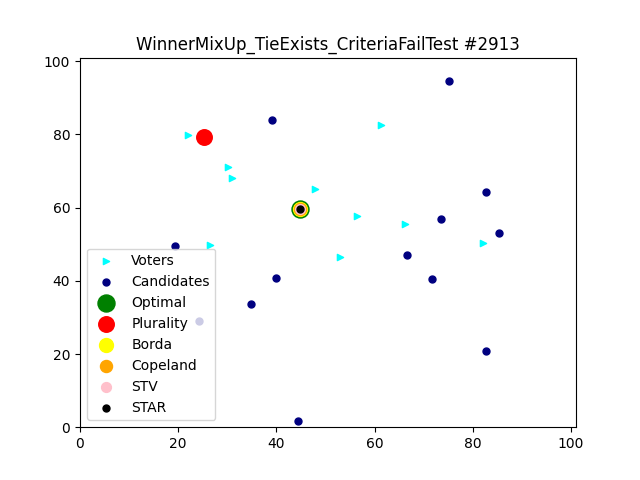 WinnerMixUp_TieExists_CriteriaFailTest #2913
100
80
60
40
20
0
Voters
Candidates
Optimal
Plurality
Borda
Copeland
STV
STAR
0 20 40 60 80 100